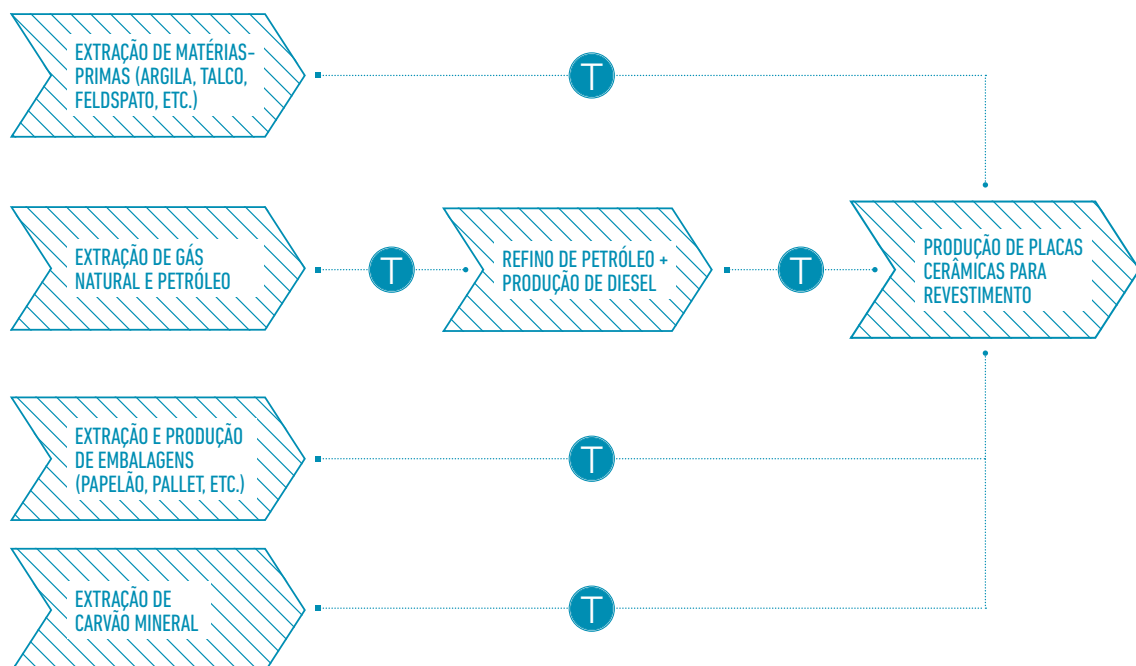 EXTRAÇÃO DE MATÉRIAS-
PRIMAS (ARGILA, TALCO,
FELDSPATO, ETC.)
T
EXTRAÇÃO DE GÁS
NATURAL E PETRÓLEO
T
REFINO DE PETRÓLEO +
PRODUÇÃO DE DIESEL
T
PRODUÇÃO DE PLACAS
CERÂMICAS PARA
REVESTIMENTO
EXTRAÇÃO E PRODUÇÃO
DE EMBALAGENS
(PAPELÃO, PALLET, ETC.)
T
EXTRAÇÃO DE
CARVÃO MINERAL
T